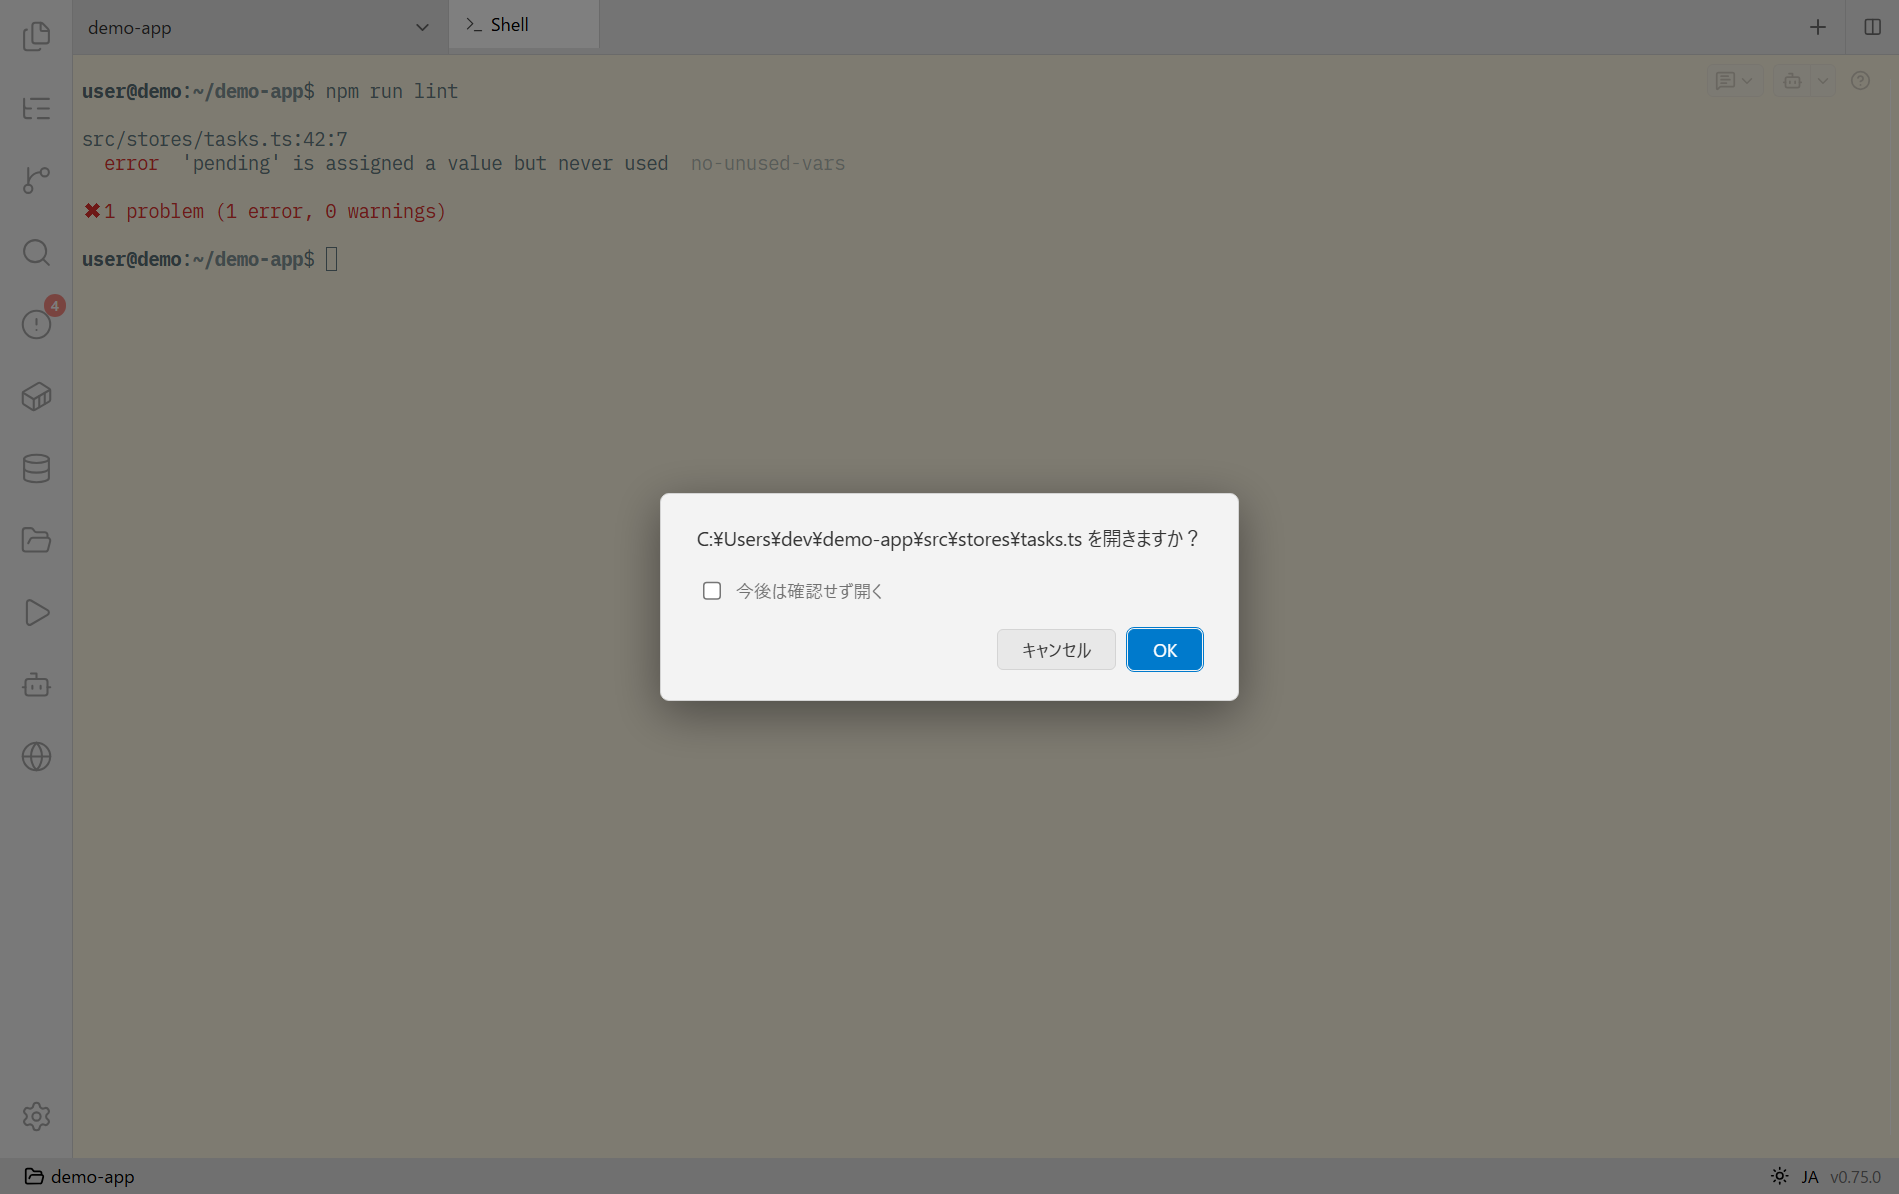 demo-app
>_ Shell
user@demo:~/demo-app$ npm run lint
src/stores/tasks.ts:42:7
error 'pending' is assigned a value but never used no-unused-vars
✖1 problem (1 error, 0 warnings)
user@demo:~/demo-app$
4
C:¥Users¥dev¥demo-app¥src¥stores¥tasks.ts を開きますか？
今後は確認せず開く
キャンセル
OK
demo-app
JA v0.75.0